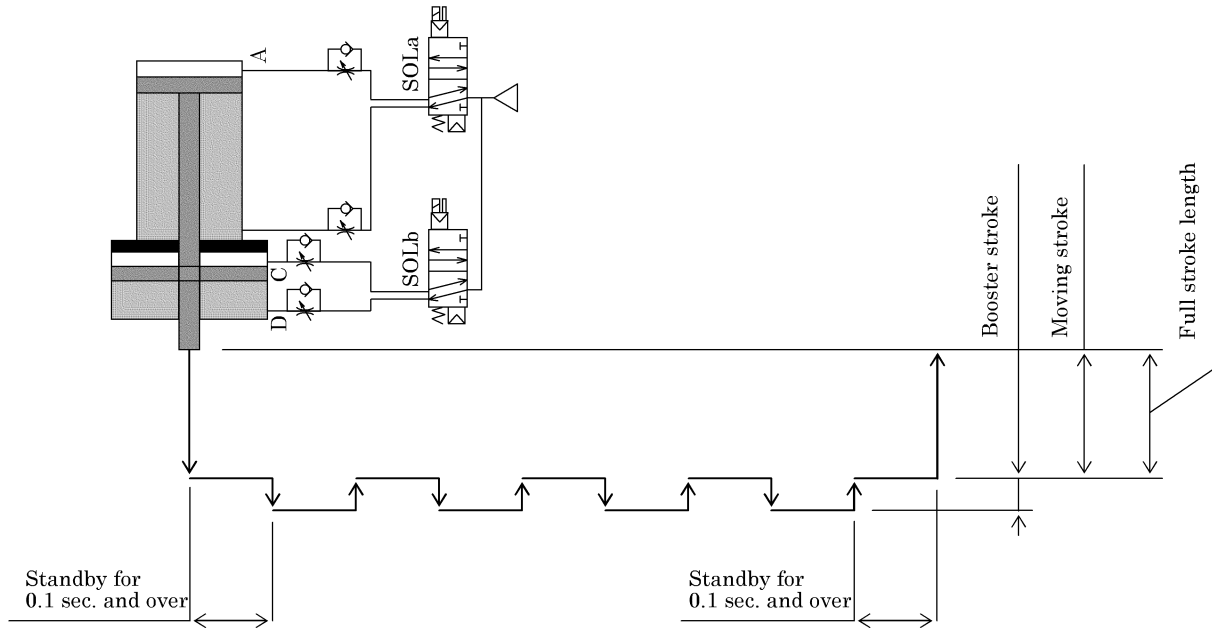 A
SOLa
C
D
SOLb
Booster stroke
Moving stroke
Full stroke length
Standby for
0.1 sec. and over
Standby for
0.1 sec. and over